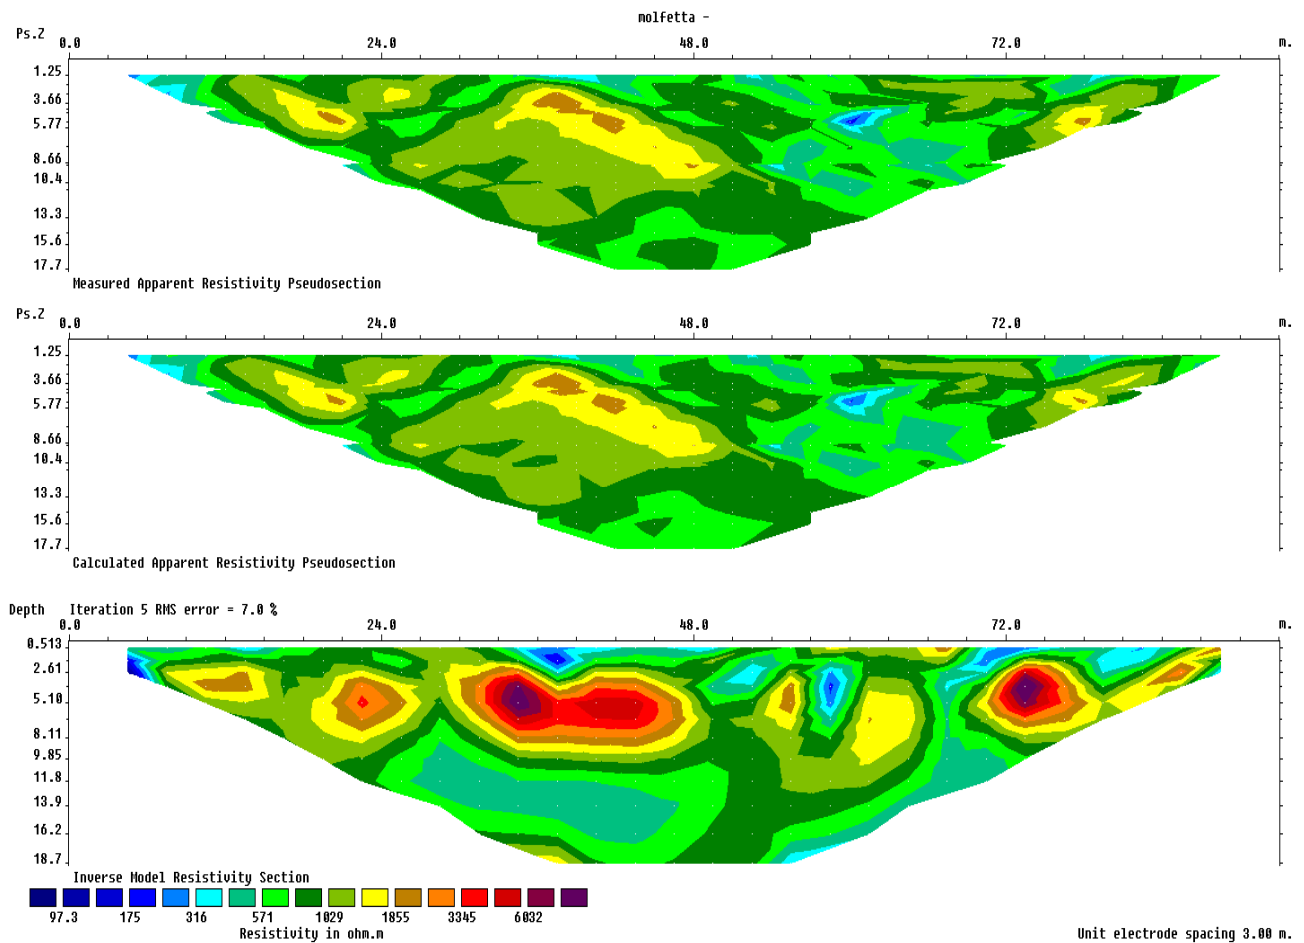 molfetta -
Ps.Z 0.0 24.0 48.0 72.0 m.
1.25
3.66
5.77
8.66
10.4
13.3
15.6
17.7
Measured Apparent Resistivity Pseudosection
Ps.Z 0.0 24.0 48.0 72.0 m.
1.25
3.66
5.77
8.66
10.4
13.3
15.6
17.7
Calculated Apparent Resistivity Pseudosection
Depth Iteration 5 RMS error = 7.0 %
0.0 24.0 48.0 72.0 m.
0.513
2.61
5.10
8.11
9.85
11.8
13.9
16.2
18.7
Inverse Model Resistivity Section
97.3 175 316 571 1029 1855 3345 6032
Resistivity in ohm.m
Unit electrode spacing 3.00 m.